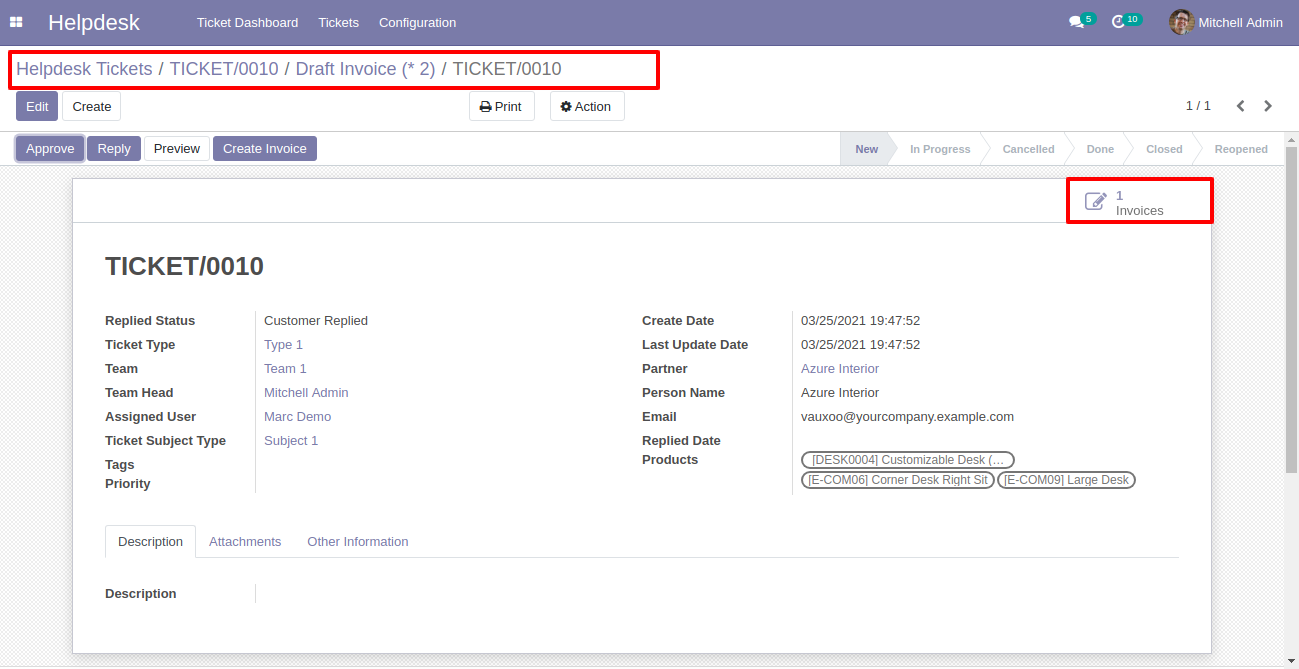 Helpdesk Ticket Dashboard Tickets Configuration 5 10 Mitchell Admin
Helpdesk Tickets / TICKET/0010 / Draft Invoice (* 2) / TICKET/0010
Edit Create Print Action 1 / 1
Approve Reply Preview Create Invoice New In Progress Cancelled Done Closed Reopened
1
Invoices
TICKET/0010
Replied Status Customer Replied Create Date 03/25/2021 19:47:52
Ticket Type Type 1 Last Update Date 03/25/2021 19:47:52
Team Team 1 Partner Azure Interior
Team Head Mitchell Admin Person Name Azure Interior
Assigned User Marc Demo Email vauxoo@yourcompany.example.com
Ticket Subject Type Subject 1 Replied Date
Tags Products [DESK0004] Customizable Desk (...
Priority [E-COM06] Corner Desk Right Sit [E-COM09] Large Desk
Description Attachments Other Information
Description